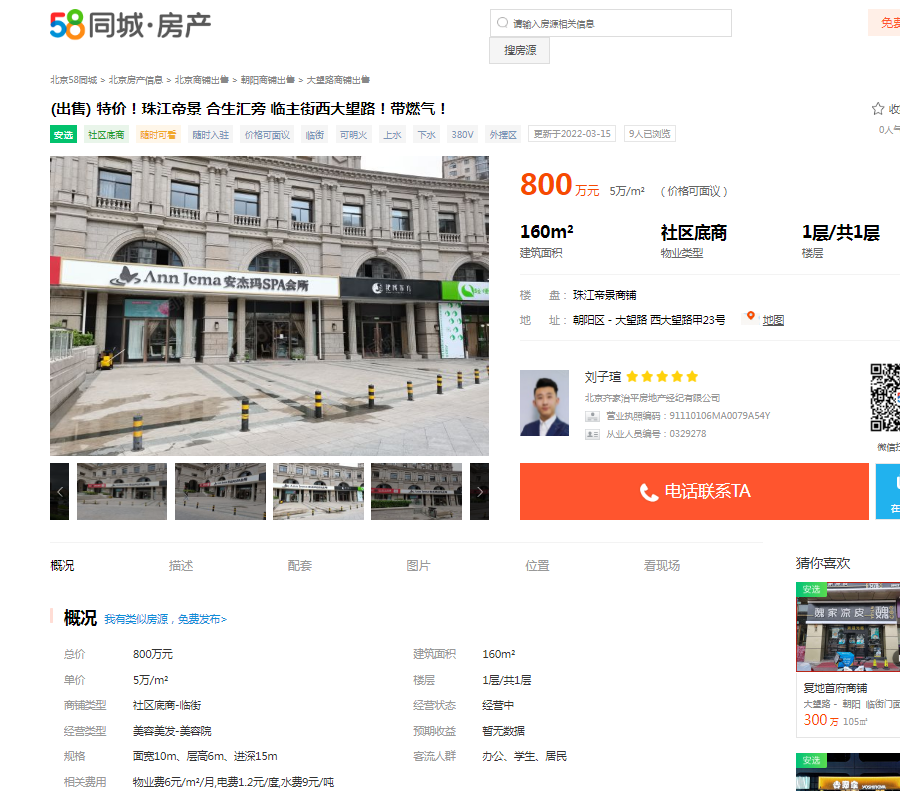 58同城·房产
请输入房源相关信息
免费
搜房源
北京58同城 > 北京房产信息 > 北京商铺出售 > 朝阳商铺出售 > 大望路商铺出售
(出售) 特价！珠江帝景 合生汇旁 临主街西大望路！带燃气！
安选 社区底商 随时可看 随时入驻 价格可面议 临街 可明火 上水 下水 380V 外摆区 更新于2022-03-15 9人已浏览
0人
800万元 5万/m² （价格可面议）
160m² 社区底商 1层/共1层
建筑面积 物业类型 楼层
Ann Jema 安杰玛SPA会所
楼 盘： 珠江帝景商铺
地 址： 朝阳区 - 大望路 西大望路甲23号 地图
刘子瑄
北京齐家治平房地产经纪有限公司
营业执照编码：91110106MA0079A54Y
从业人员编号：0329278
电话联系TA
概况 描述 配套 图片 位置 看现场
猜你喜欢
安选
魏家凉皮
复地首府商铺
大望路 - 朝阳 临街门面
300万 105㎡
安选
吉野家 YOSHINOYA
概况 我有类似房源，免费发布>
总价 800万元 建筑面积 160m²
单价 5万/m² 楼层 1层/共1层
商铺类型 社区底商-临街 经营状态 经营中
经营类型 美容美发-美容院 预期收益 暂无数据
规格 面宽10m、层高6m、进深15m 客流人群 办公、学生、居民
相关费用 物业费6元/m²/月,电费1.2元/度,水费9元/吨